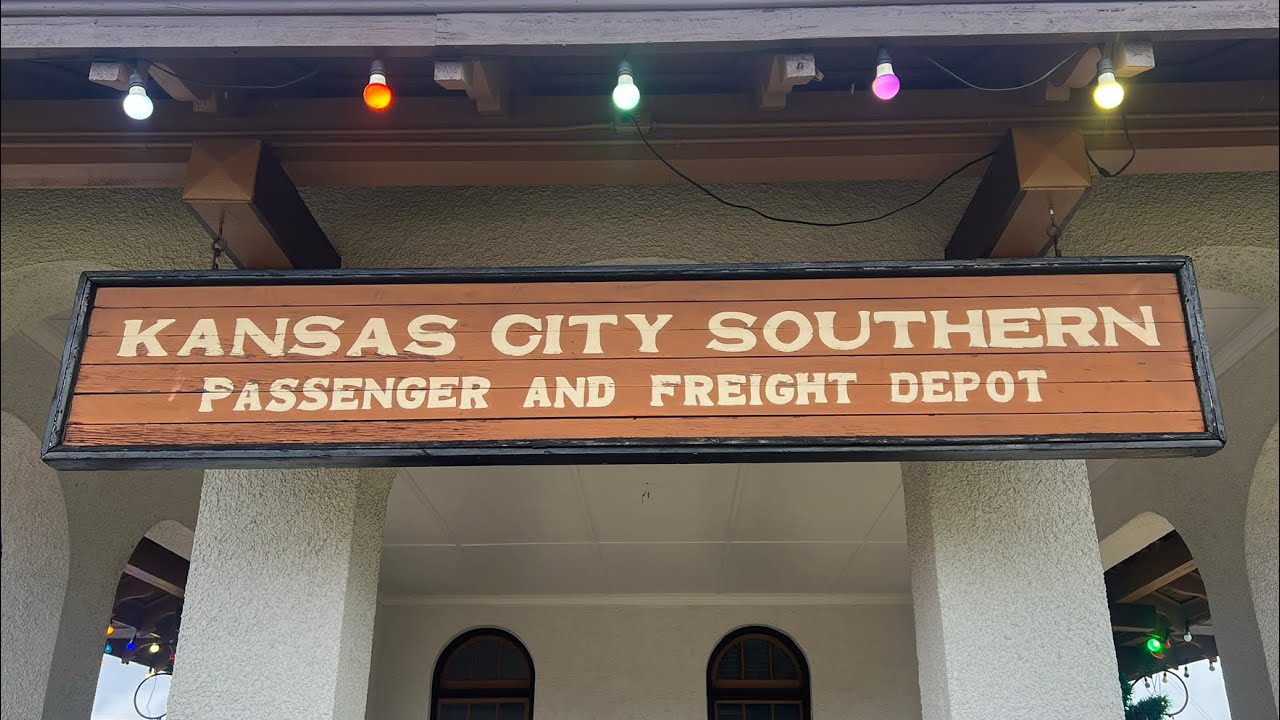 KANSAS CITY SOUTHERN
PASSENGER AND FREIGHT DEPOT